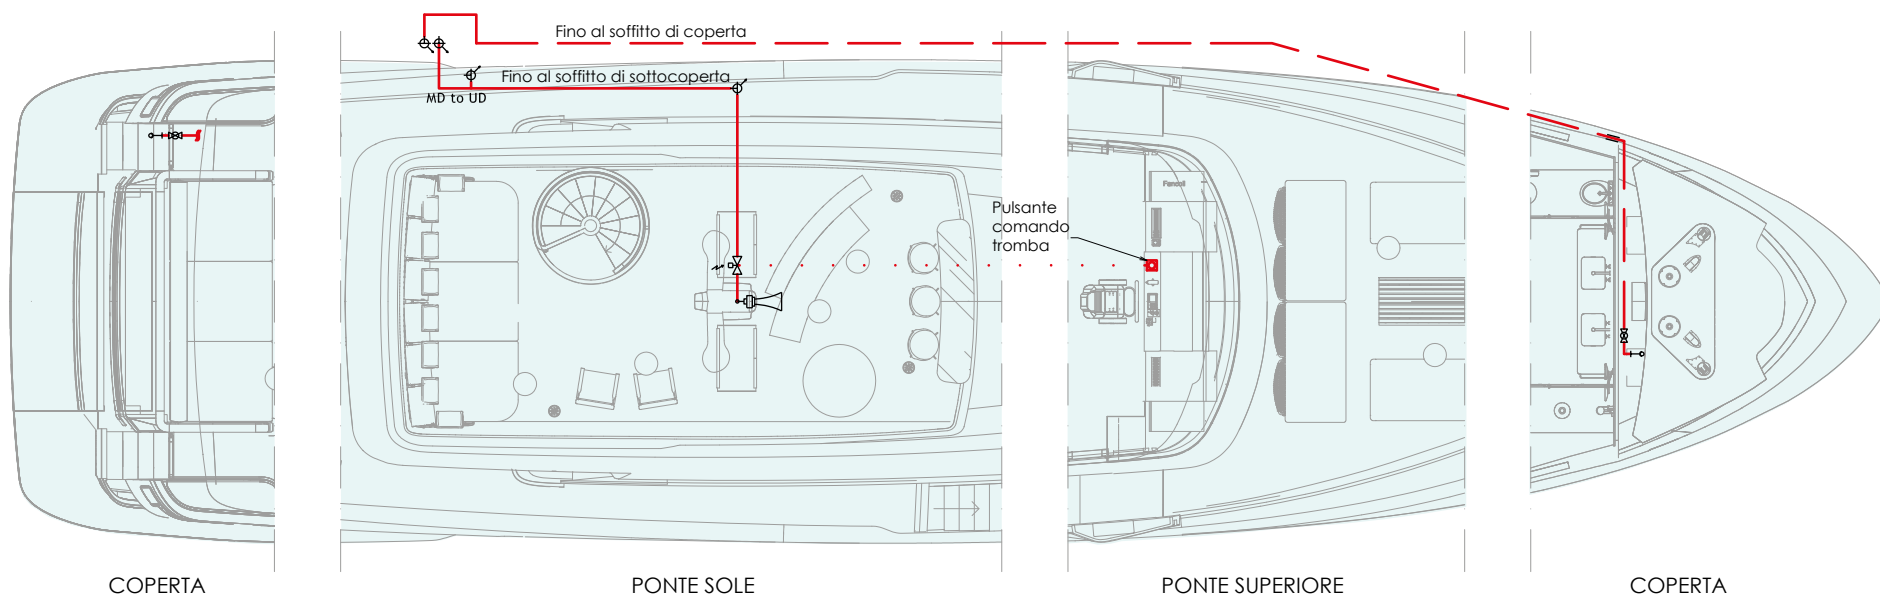 Fino al soffitto di coperta
Fino al soffitto di sottocoperta
MD to UD
Pulsante
comando
tromba
Fancoil
COPERTA
PONTE SOLE
PONTE SUPERIORE
COPERTA